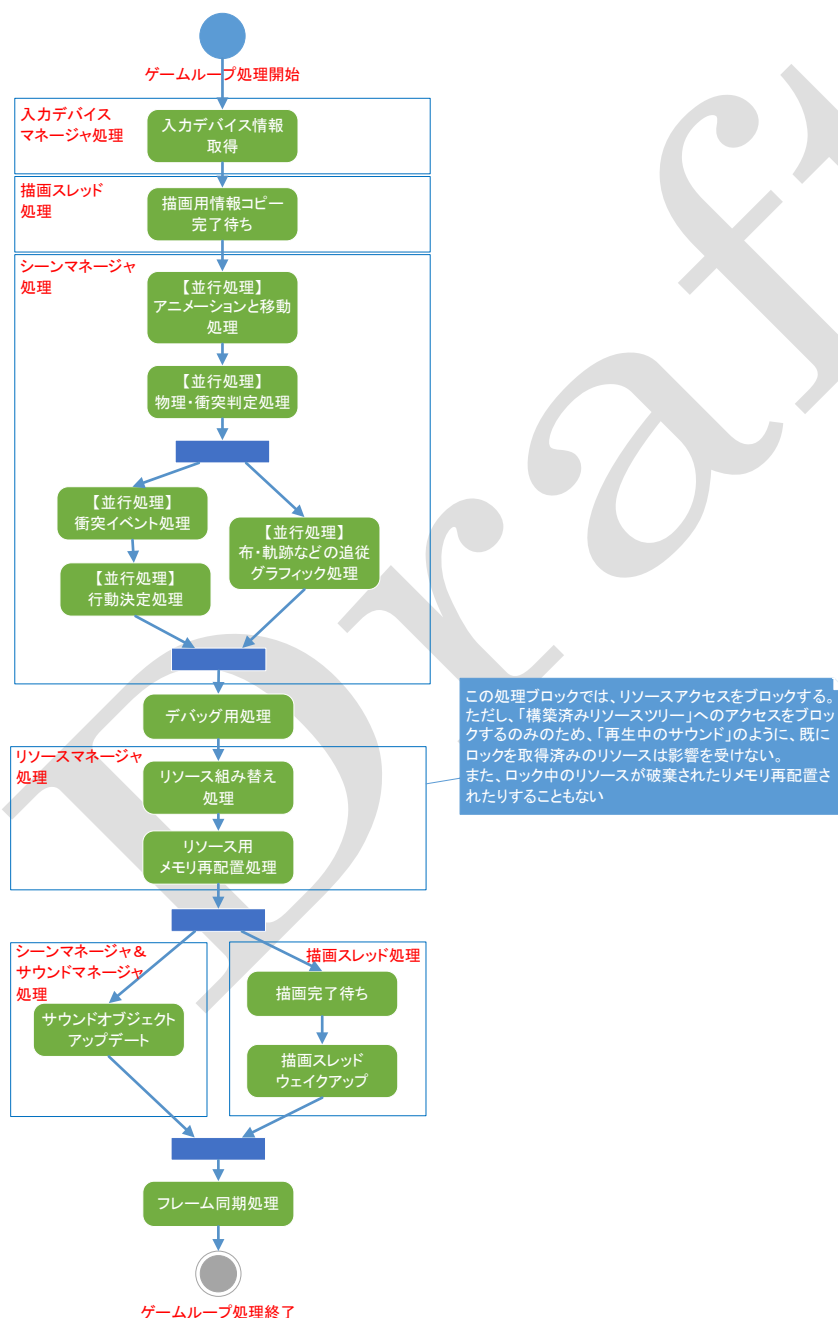 ゲームループ処理開始
入力デバイス
マネージャ処理
入力デバイス情報
取得
描画スレッド
処理
描画用情報コピー
完了待ち
シーンマネージャ
処理
【並行処理】
アニメーションと移動
処理
【並行処理】
物理・衝突判定処理
【並行処理】
衝突イベント処理
【並行処理】
行動決定処理
【並行処理】
布・軌跡などの追従
グラフィック処理
デバッグ用処理
この処理ブロックでは、リソースアクセスをブロックする。
ただし、「構築済みリソースツリー」へのアクセスをブロッ
クするのみのため、「再生中のサウンド」のように、既に
ロックを取得済みのリソースは影響を受けない。
また、ロック中のリソースが破棄されたりメモリ再配置さ
れたりすることもない
リソースマネージャ
処理
リソース組み替え
処理
リソース用
メモリ再配置処理
シーンマネージャ&
サウンドマネージャ
処理
サウンドオブジェクト
アップデート
描画スレッド処理
描画完了待ち
描画スレッド
ウェイクアップ
フレーム同期処理
ゲームループ処理終了
Draft